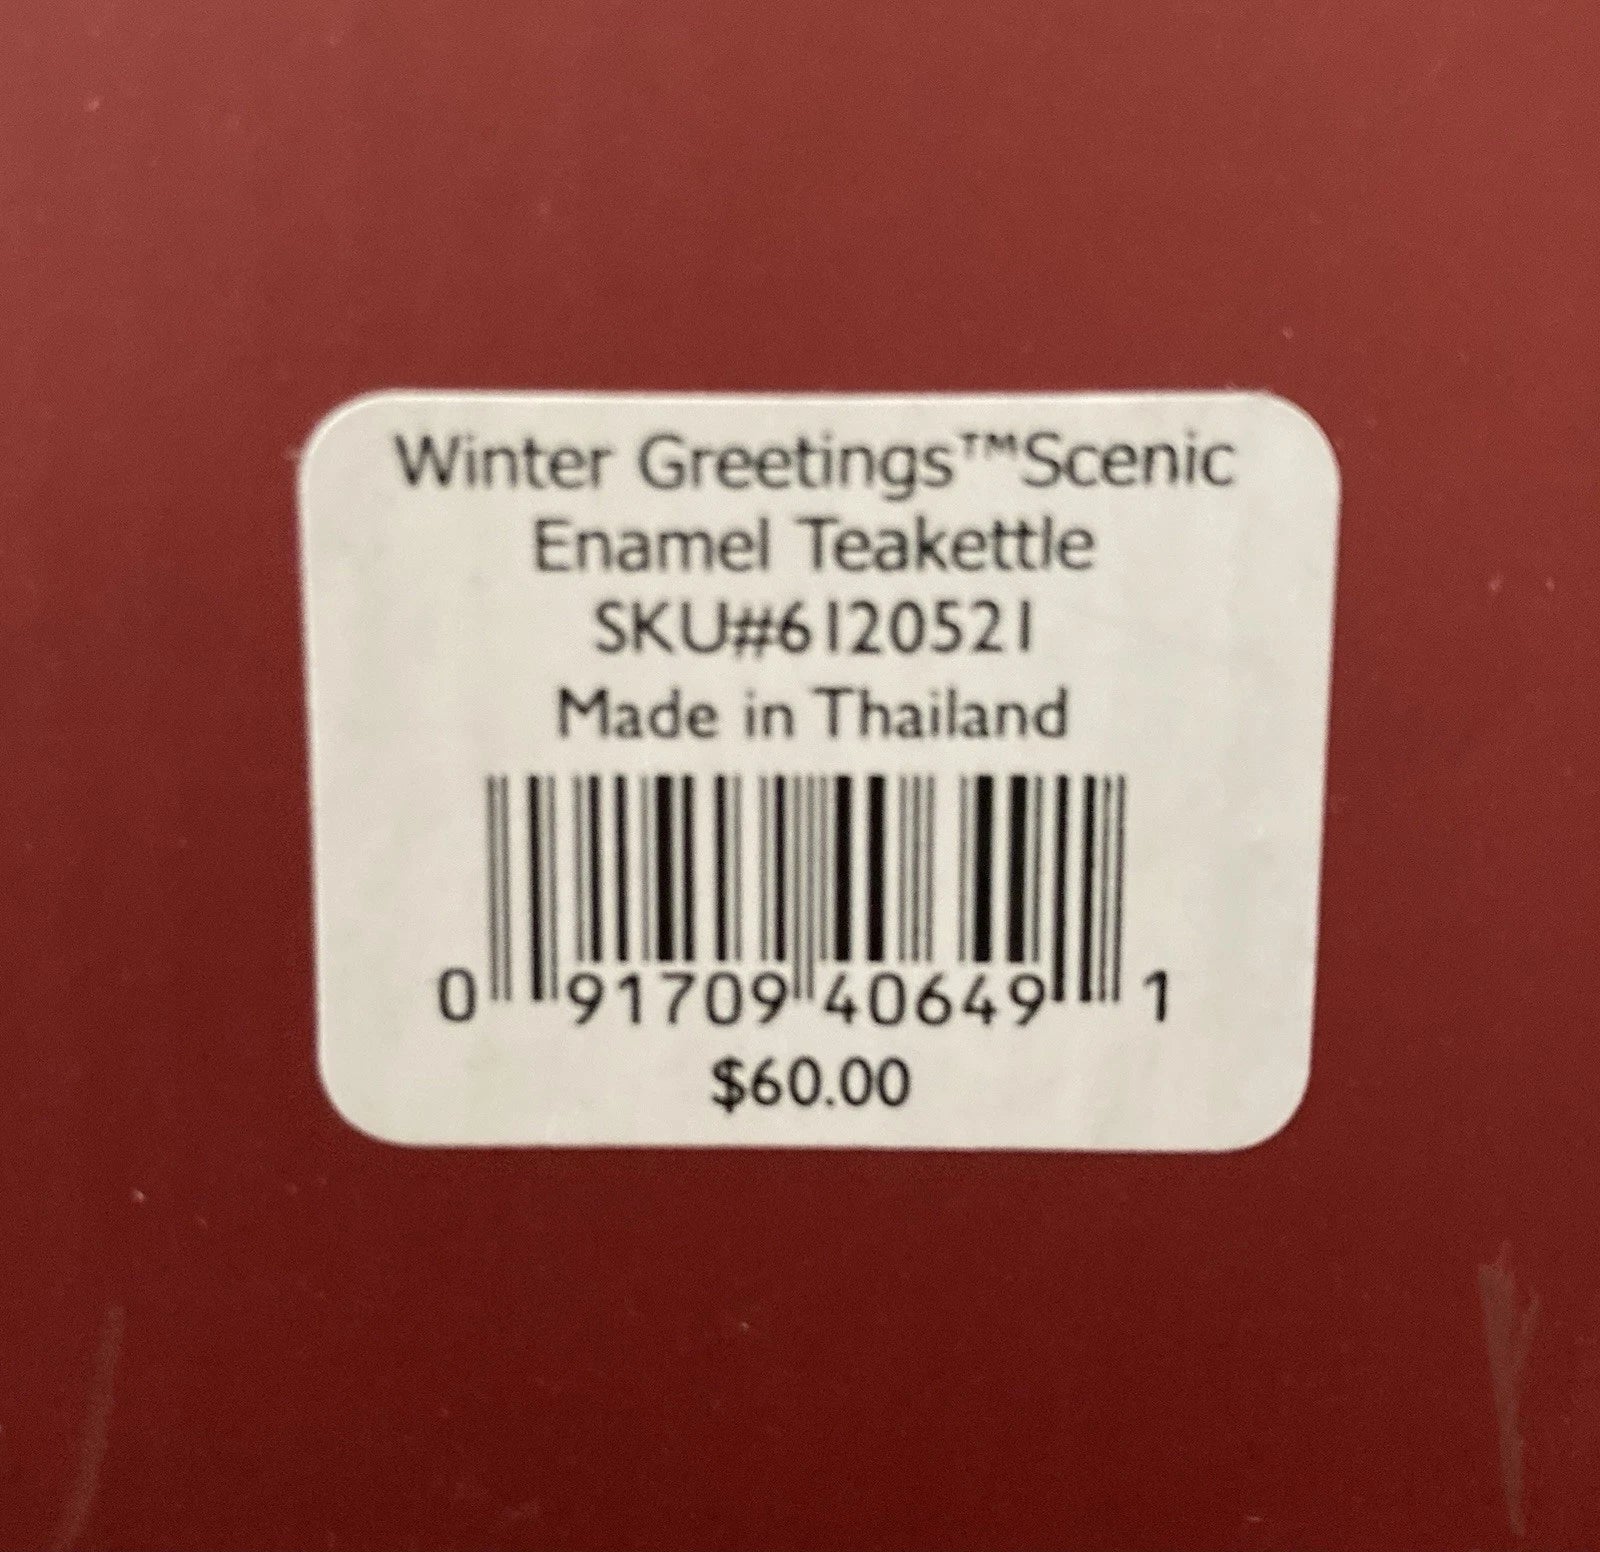 Winter Greetings™Scenic
Enamel Teakettle
SKU#6120521
Made in Thailand
0 91709 40649 1
$60.00